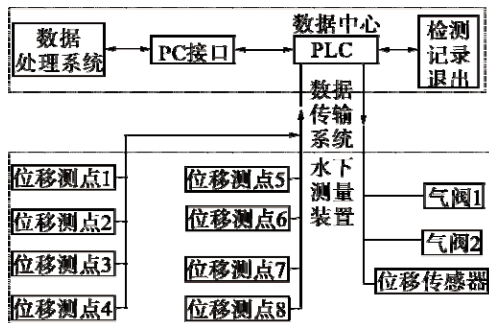 数据中心
数据
处理系统
PC接口
PLC
检测
记录
退出
数据
传输
系统
水下
测量
装置
位移测点1
位移测点2
位移测点3
位移测点4
位移测点5
位移测点6
位移测点7
位移测点8
气阀1
气阀2
位移传感器